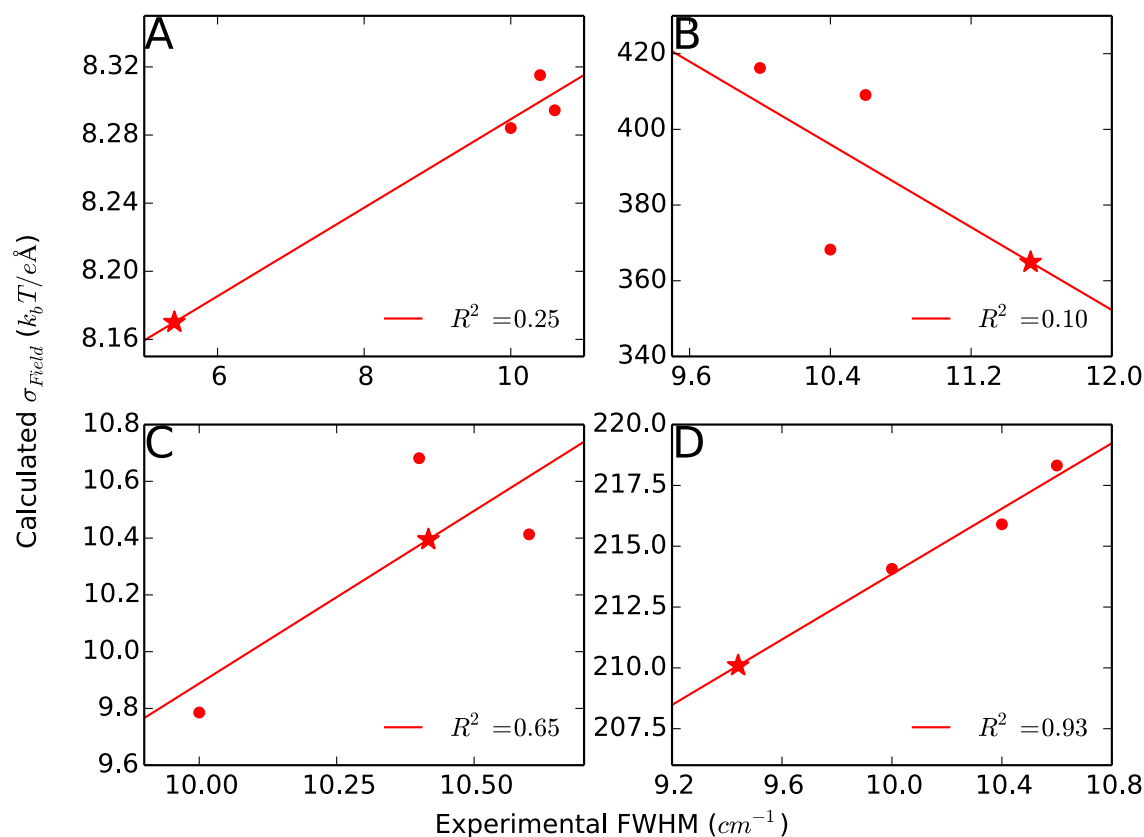 Calculated σ_Field (k_bT/eÅ)
A
8.32
8.28
8.24
8.20
8.16
6 8 10
R² =0.25
B
420
400
380
360
340
9.6 10.4 11.2 12.0
R² =0.10
C
10.8
10.6
10.4
10.2
10.0
9.8
9.6
10.00 10.25 10.50
R² =0.65
D
220.0
217.5
215.0
212.5
210.0
207.5
9.2 9.6 10.0 10.4 10.8
R² =0.93
Experimental FWHM (cm⁻¹)